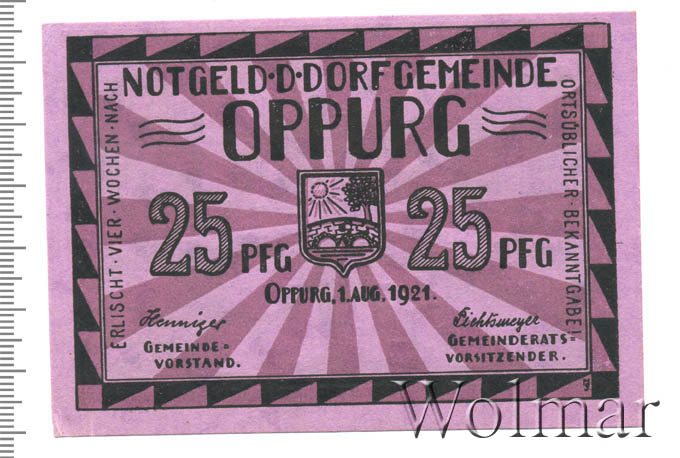 NOTGELD·D·DORFGEMEINDE
OPPURG
25 PFG
25 PFG
OPPURG, 1. AUG. 1921.
Henniger
GEMEINDE=
VORSTAND.
GEMEINDERATS=
VORSITZENDER.
ERLISCHT·VIER·WOCHEN·NACH
ORTSÜBLICHER·BEKANNTGABE!
Wolmar